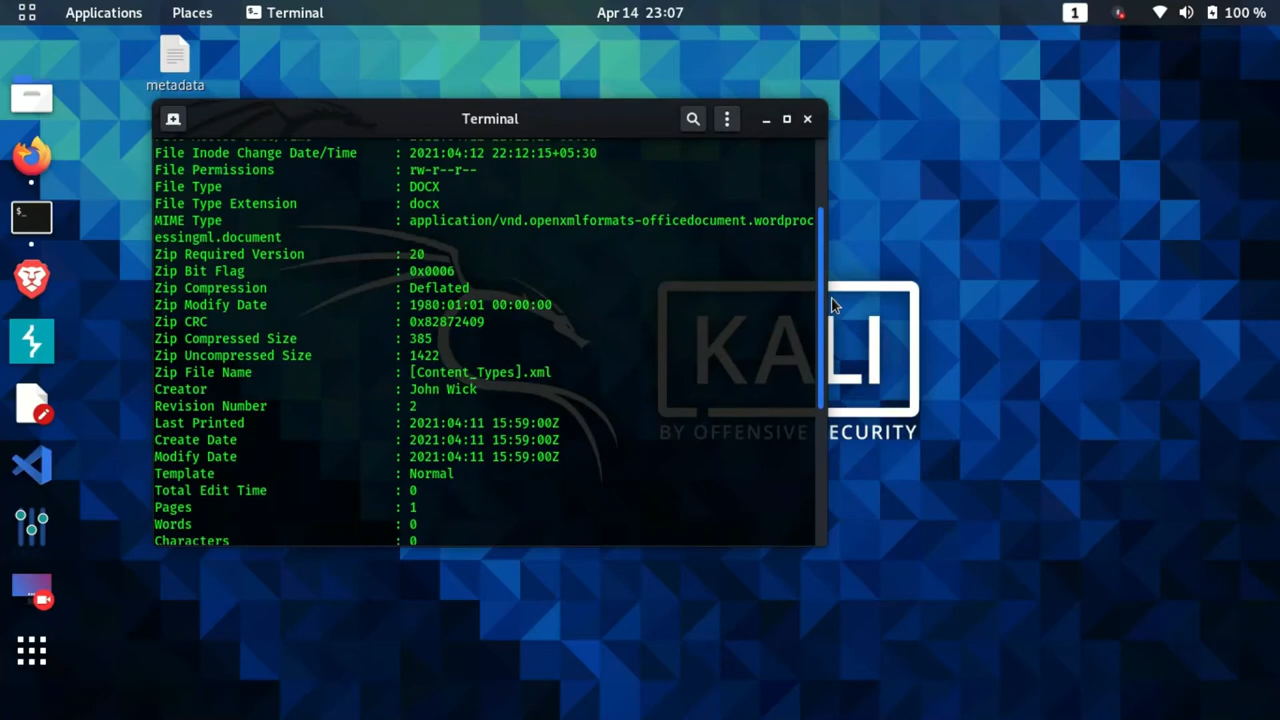 Applications Places Terminal Apr 14 23:07 1 100 %
metadata
Terminal
File Inode Change Date/Time : 2021:04:12 22:12:15+05:30
File Permissions : rw-r--r--
File Type : DOCX
File Type Extension : docx
MIME Type : application/vnd.openxmlformats-officedocument.wordproc
essingml.document
Zip Required Version : 20
Zip Bit Flag : 0x0006
Zip Compression : Deflated
Zip Modify Date : 1980:01:01 00:00:00
Zip CRC : 0x82872409
Zip Compressed Size : 385
Zip Uncompressed Size : 1422
Zip File Name : [Content_Types].xml
Creator : John Wick
Revision Number : 2
Last Printed : 2021:04:11 15:59:00Z
Create Date : 2021:04:11 15:59:00Z
Modify Date : 2021:04:11 15:59:00Z
Template : Normal
Total Edit Time : 0
Pages : 1
Words : 0
Characters : 0
KALI
BY OFFENSIVE SECURITY